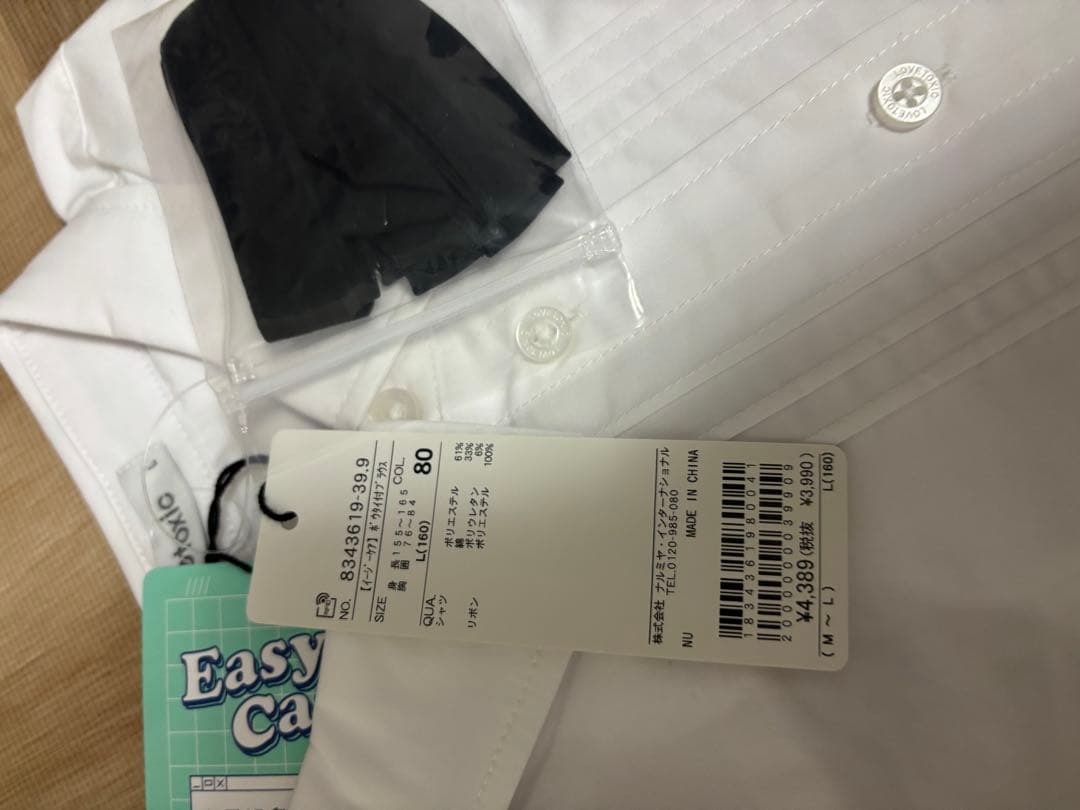 LOVETOXIC LOVETOXIC
RFID
NO. 8343619-39.9
【イージーケア】ボウタイ付ブラウス
SIZE
COL.
身 長 155～165
胸 囲 76～84
L(160)
80
QUA.
シャツ
ポリエステル 61%
綿 33%
ポリウレタン 6%
リボン
ポリエステル 100%
株式会社 ナルミヤ・インターナショナル
TEL.0120-985-080
NU
MADE IN CHINA
1834361980041
2000000039909
¥4,389(税抜 ¥3,990)
(M～L)
L(160)
Easy